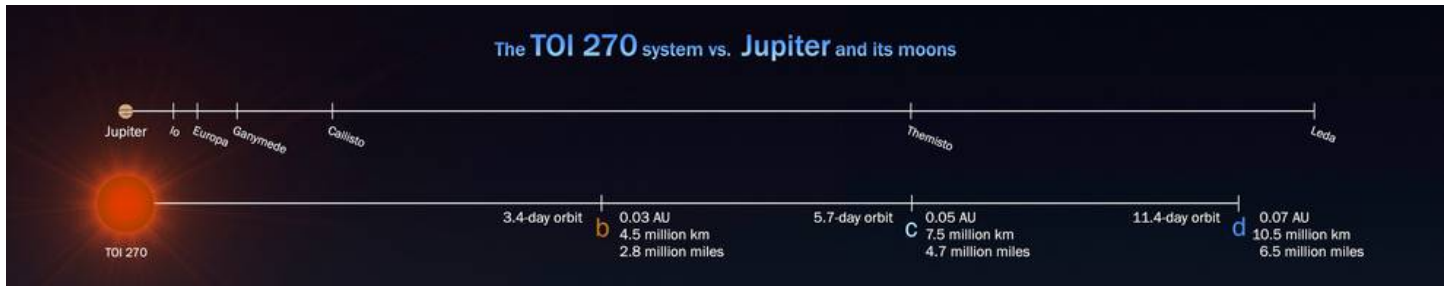 The TOI 270 system vs. Jupiter and its moons
Jupiter
Io
Europa
Ganymede
Callisto
Themisto
Leda
TOI 270
3.4-day orbit
b
0.03 AU
4.5 million km
2.8 million miles
5.7-day orbit
c
0.05 AU
7.5 million km
4.7 million miles
11.4-day orbit
d
0.07 AU
10.5 million km
6.5 million miles